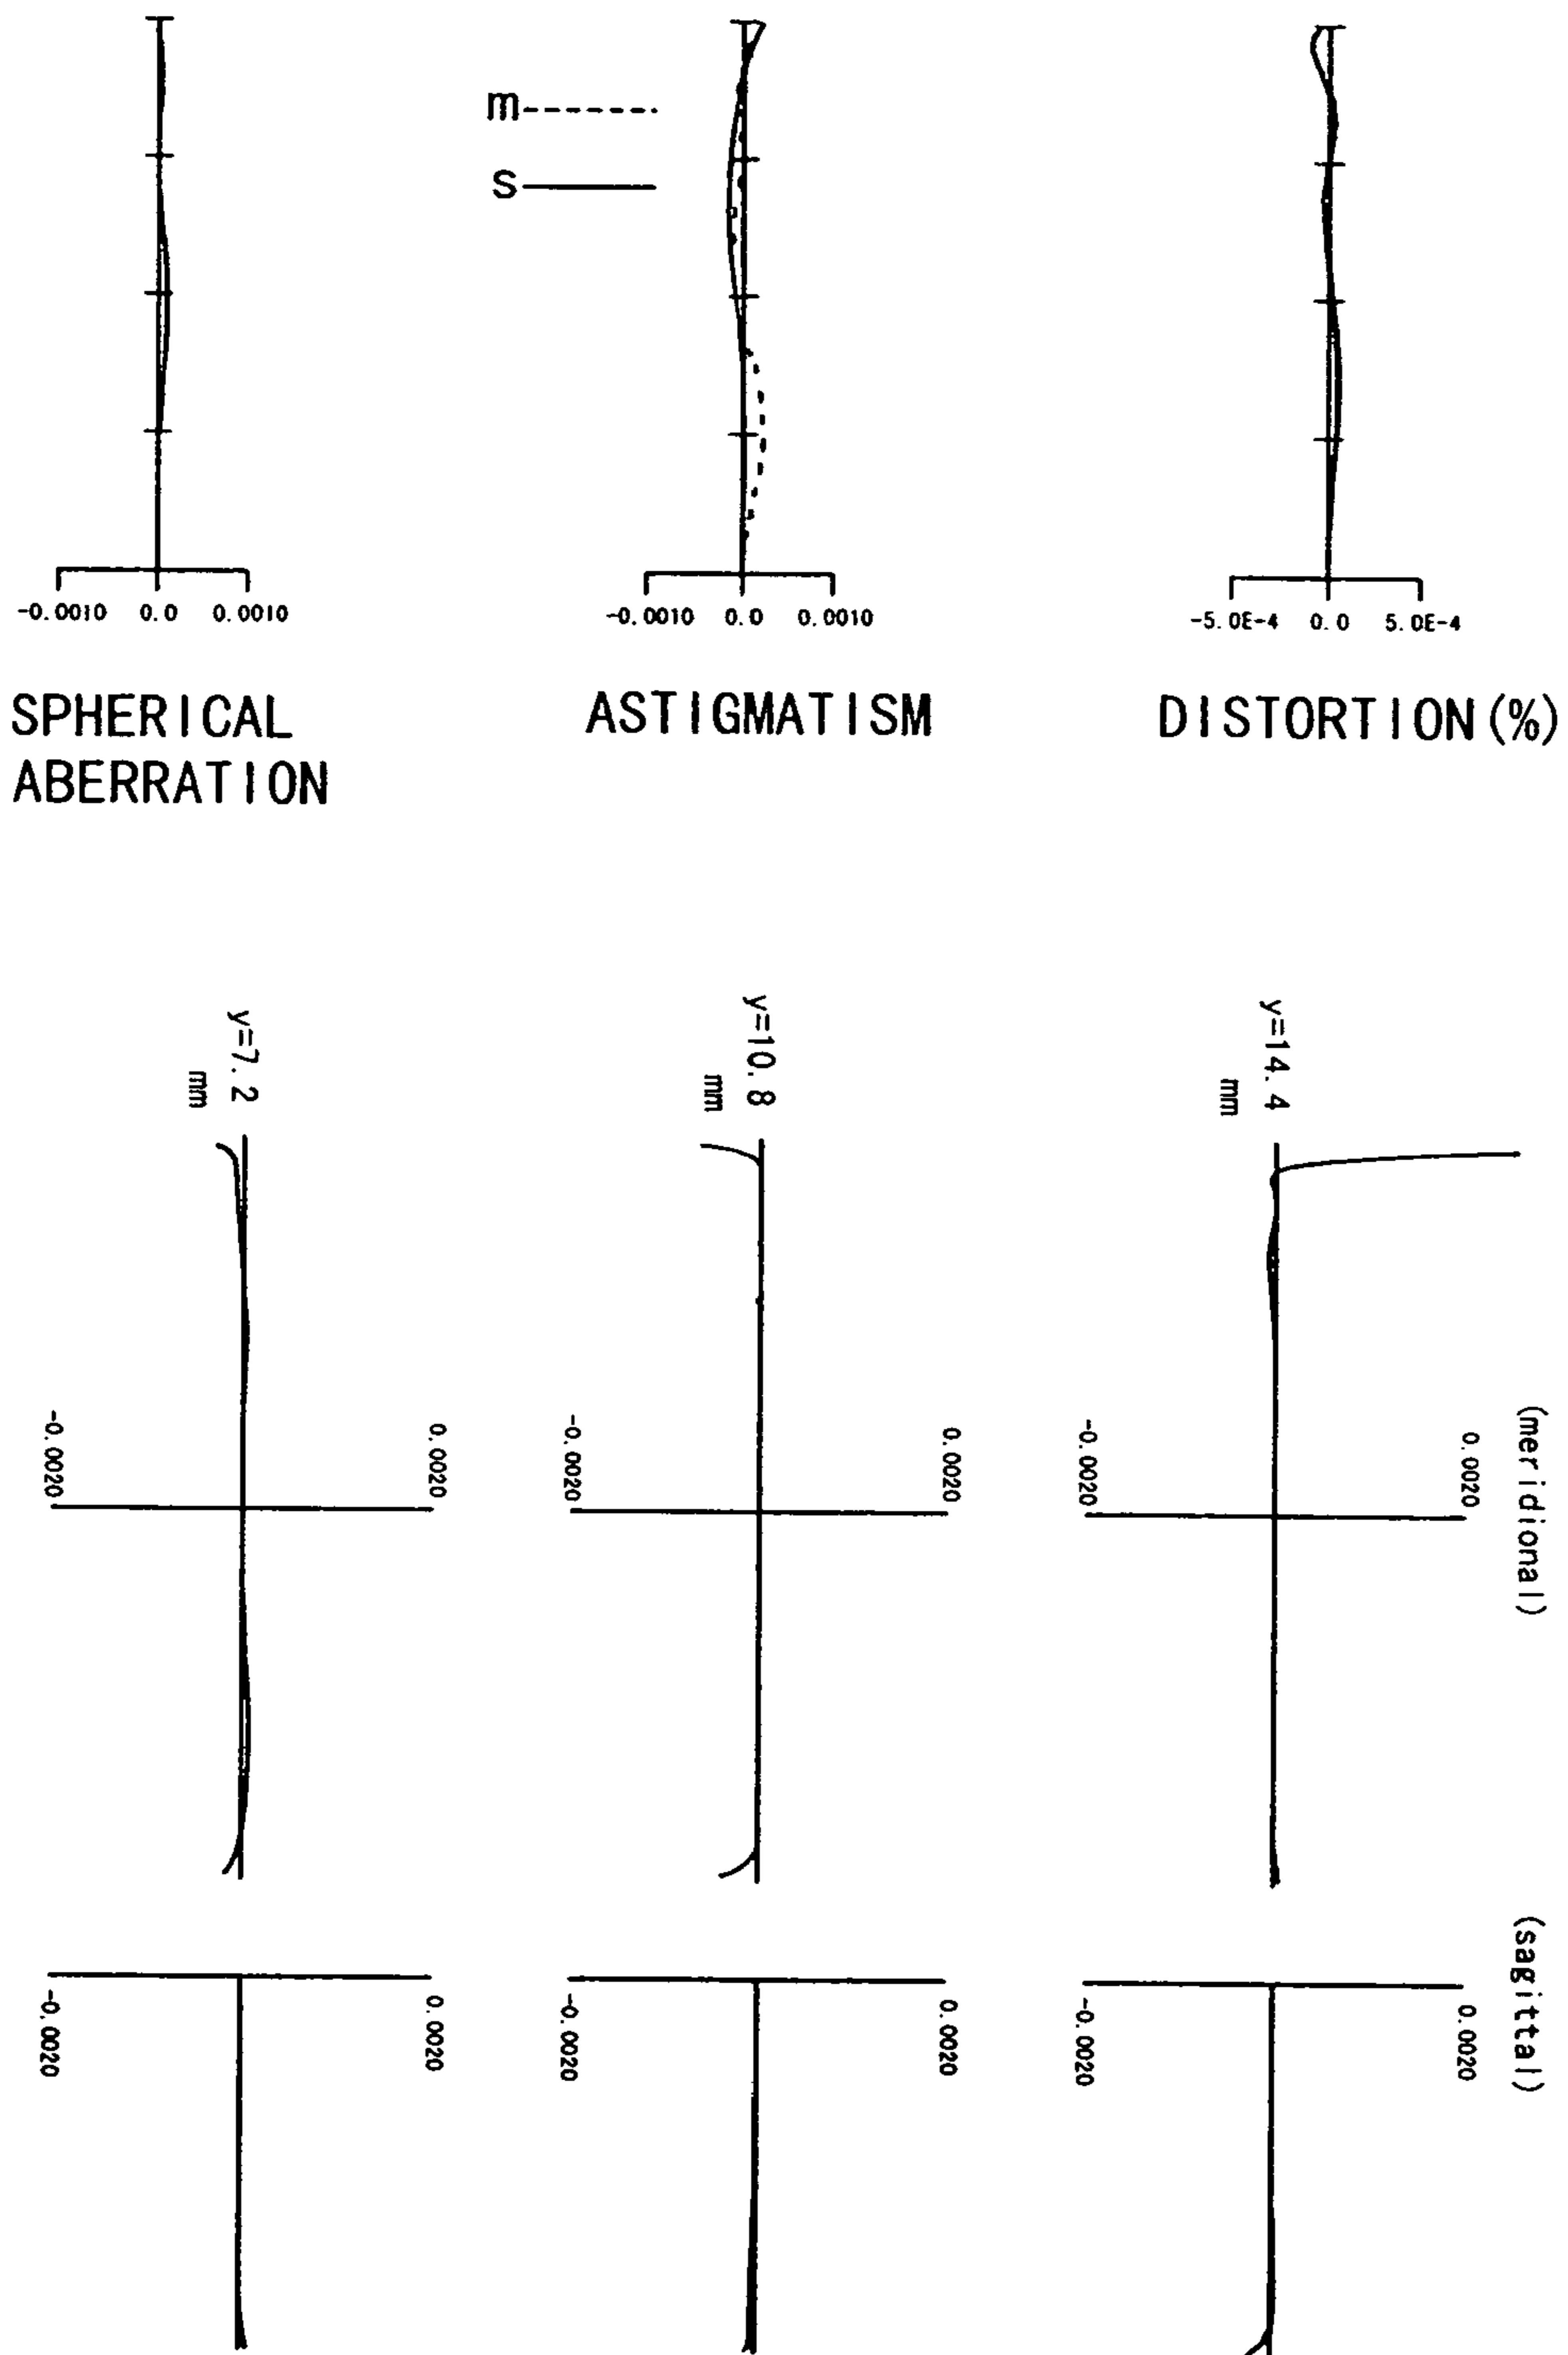 m
s
-0.0010 0.0 0.0010
-0.0010 0.0 0.0010
-5.0E-4 0.0 5.0E-4
SPHERICAL
ABERRATION
ASTIGMATISM
DISTORTION(%)
y=7.2
mm
y=10.8
mm
y=14.4
mm
-0.0020
0.0020
-0.0020
0.0020
-0.0020
0.0020
(meridional)
-0.0020
0.0020
-0.0020
0.0020
-0.0020
0.0020
(sagittal)